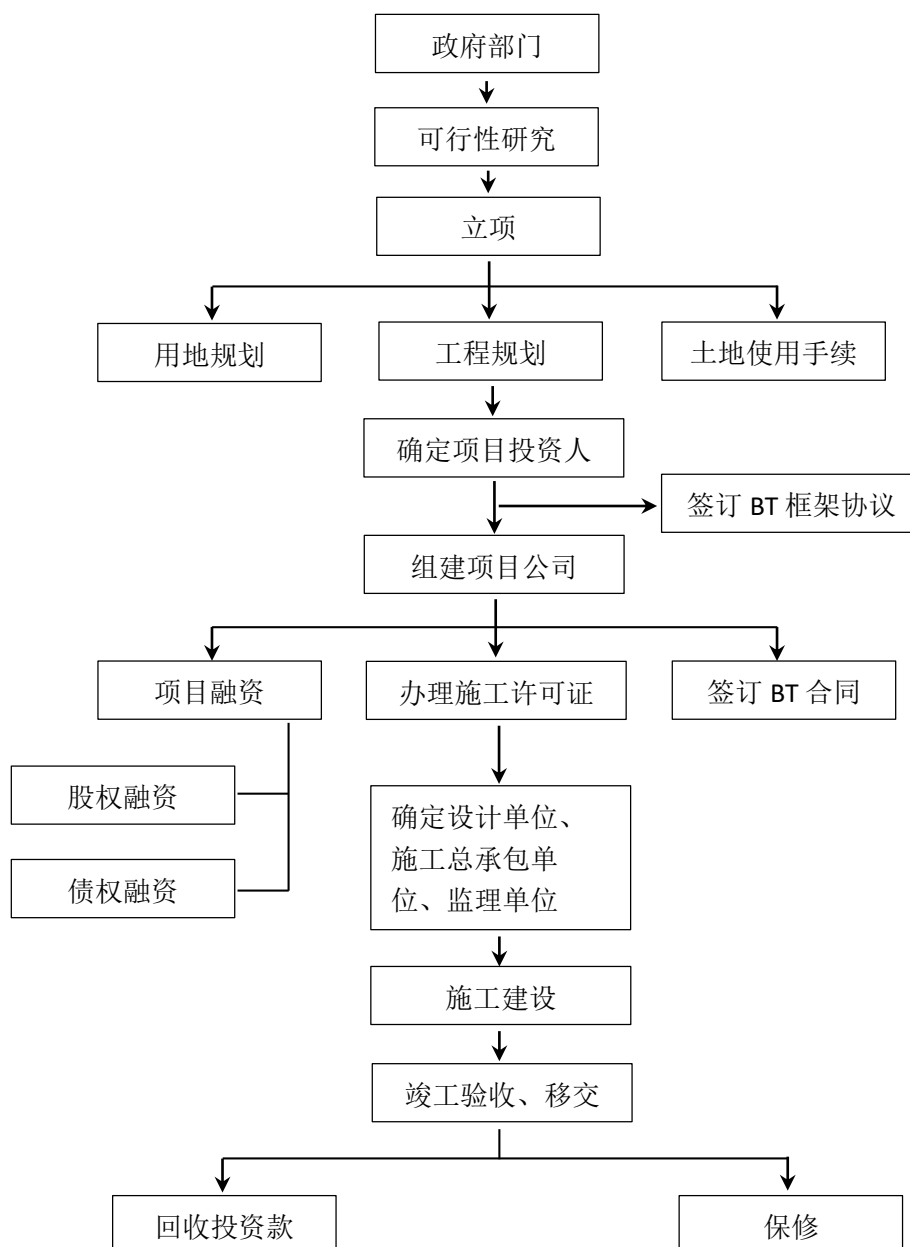 政府部门
可行性研究
立项
用地规划
工程规划
土地使用手续
确定项目投资人
签订 BT 框架协议
组建项目公司
项目融资
办理施工许可证
签订 BT 合同
股权融资
确定设计单位、
施工总承包单
位、监理单位
债权融资
施工建设
竣工验收、移交
回收投资款
保修